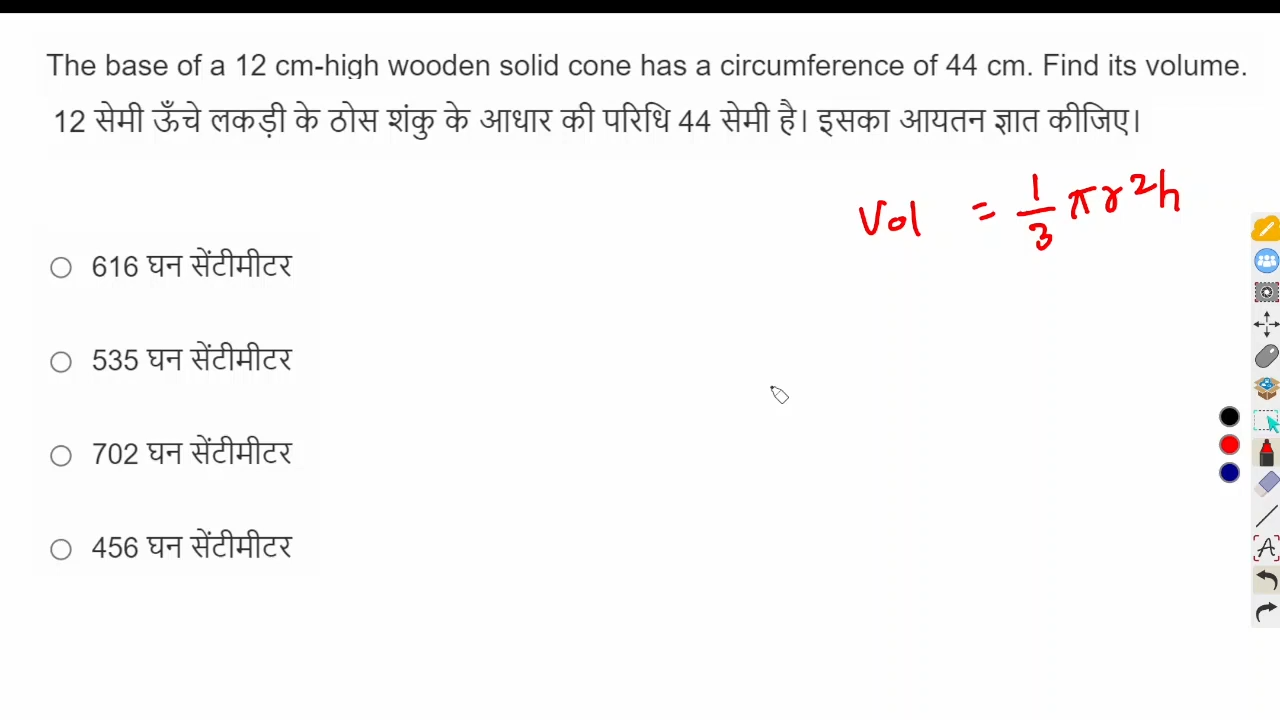 The base of a 12 cm-high wooden solid cone has a circumference of 44 cm. Find its volume.
12 सेमी ऊँचे लकड़ी के ठोस शंकु के आधार की परिधि 44 सेमी है। इसका आयतन ज्ञात कीजिए।
Vol = 1/3 πr²h
616 घन सेंटीमीटर
535 घन सेंटीमीटर
702 घन सेंटीमीटर
456 घन सेंटीमीटर